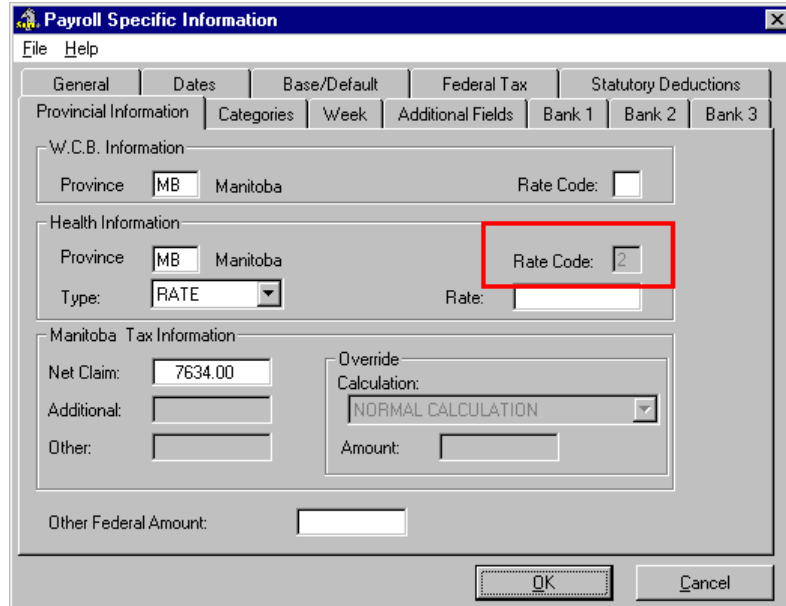 Payroll Specific Information
File Help
General Dates Base/Default Federal Tax Statutory Deductions
Provincial Information Categories Week Additional Fields Bank 1 Bank 2 Bank 3
W.C.B. Information
Province MB Manitoba Rate Code:
Health Information
Province MB Manitoba Rate Code: 2
Type: RATE Rate:
Manitoba Tax Information
Net Claim: 7634.00
Override
Calculation:
Additional: NORMAL CALCULATION
Other: Amount:
Other Federal Amount:
OK Cancel